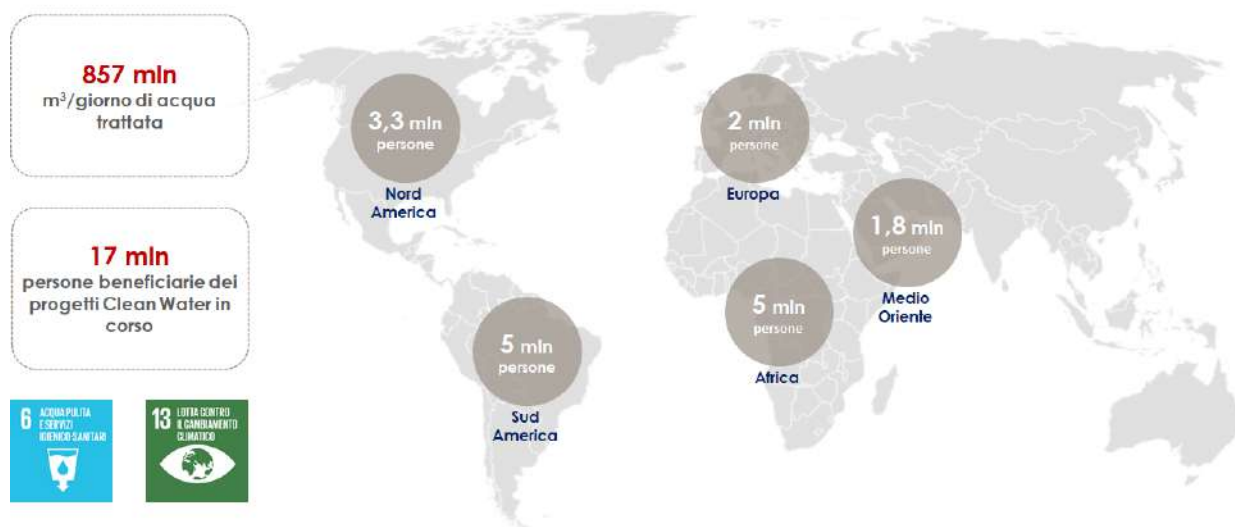 857 mln
m³/giorno di acqua
trattata
17 mln
persone beneficiarie dei
progetti Clean Water in
corso
6 ACQUA PULITA
E SERVIZI
IGIENICO SANITARI
13 LOTTA CONTRO
IL CAMBIAMENTO
CLIMATICO
3,3 mln
persone
Nord
America
2 mln
persone
Europa
1,8 mln
persone
Medio
Oriente
5 mln
persone
Africa
5 mln
persone
Sud
America